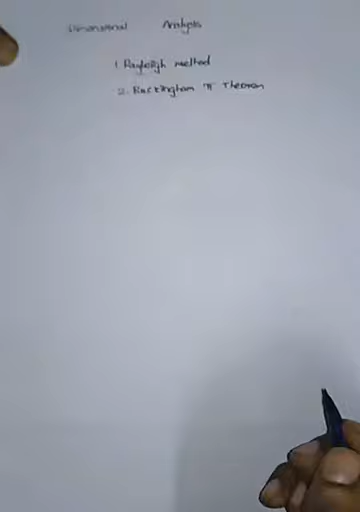 Dimensional Analysis
1. Rayleigh method
2. Buckingham π Theorem